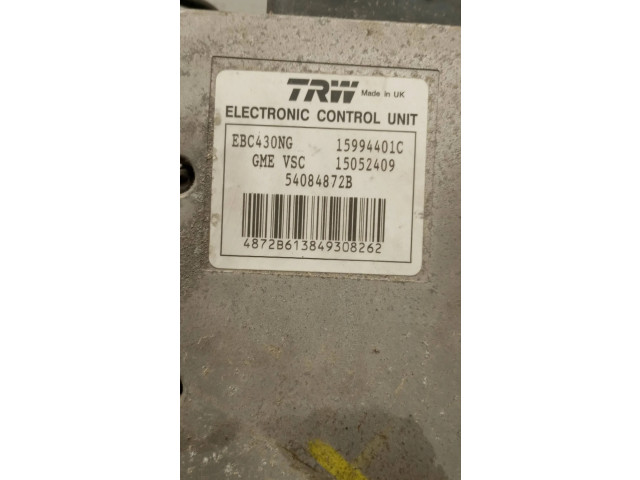 TRW Made in UK
ELECTRONIC CONTROL UNIT
EBC430NG 15994401C
GME VSC 15052409
54084872B
4872B613849308262